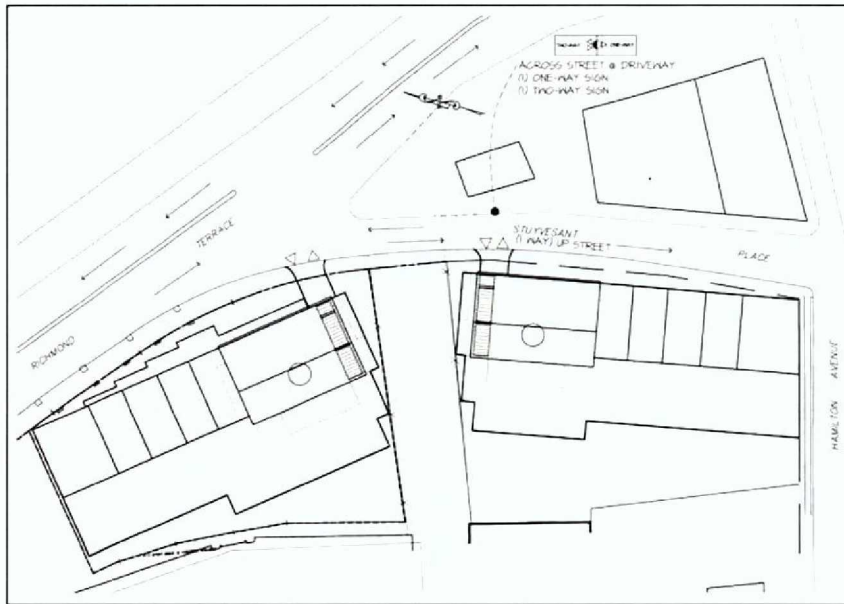 TWO-WAY ONE-WAY
ACROSS STREET @ DRIVEWAY
(1) ONE-WAY SIGN
(1) TWO-WAY SIGN
STUYVESANT
(1 WAY) UP STREET
PLACE
TERRACE
RICHMOND
HAMILTON AVENUE